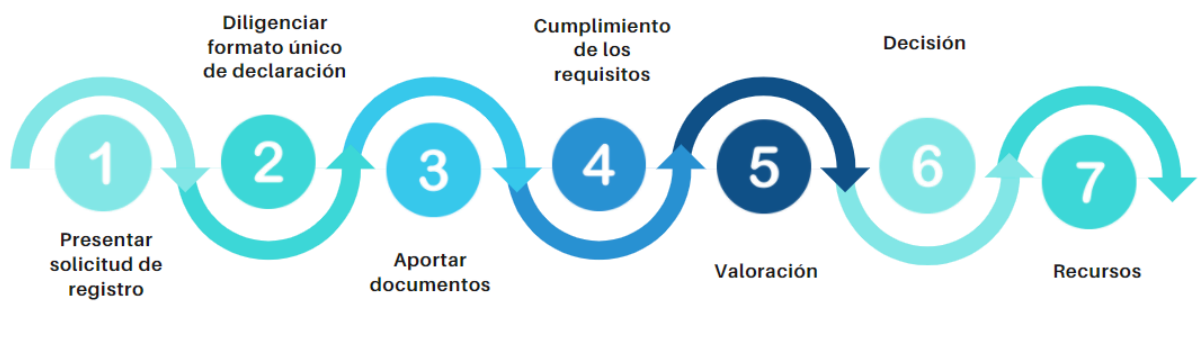 1
Presentar
solicitud de
registro
Diligenciar
formato único
de declaración
2
3
Aportar
documentos
Cumplimiento
de los
requisitos
4
5
Valoración
Decisión
6
7
Recursos